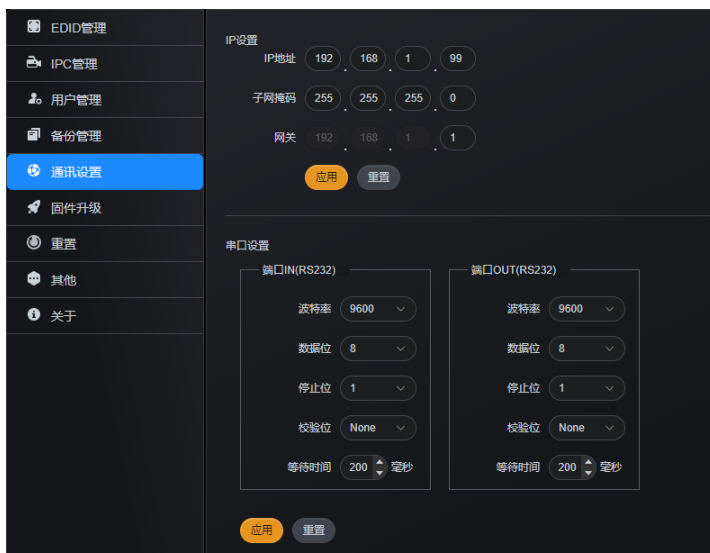 EDID管理
IPC管理
用户管理
备份管理
通讯设置
固件升级
重置
其他
关于
IP设置
IP地址 192 . 168 . 1 . 99
子网掩码 255 . 255 . 255 . 0
网关 192 . 168 . 1 . 1
应用 重置
串口设置
端口IN(RS232)
波特率 9600
数据位 8
停止位 1
校验位 None
等待时间 200 毫秒
端口OUT(RS232)
波特率 9600
数据位 8
停止位 1
校验位 None
等待时间 200 毫秒
应用 重置